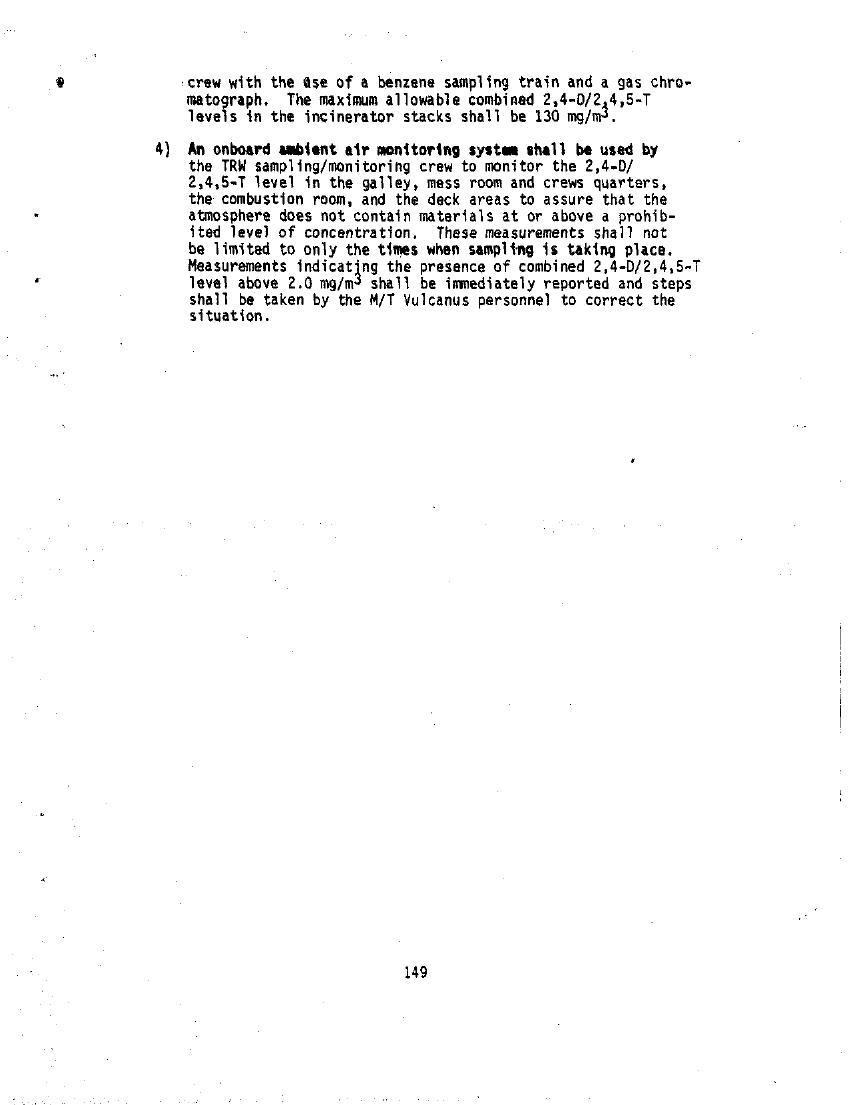 crew with the use of a benzene sampling train and a gas chro-
matograph. The maximum allowable combined 2,4-D/2,4,5-T
levels in the incinerator stacks shall be 130 mg/m³.
4) An onboard ambient air monitoring system shall be used by
the TRW sampling/monitoring crew to monitor the 2,4-D/
2,4,5-T level in the galley, mess room and crews quarters,
the combustion room, and the deck areas to assure that the
atmosphere does not contain materials at or above a prohib-
ited level of concentration. These measurements shall not
be limited to only the times when sampling is taking place.
Measurements indicating the presence of combined 2,4-D/2,4,5-T
level above 2.0 mg/m³ shall be immediately reported and steps
shall be taken by the M/T Vulcanus personnel to correct the
situation.
149